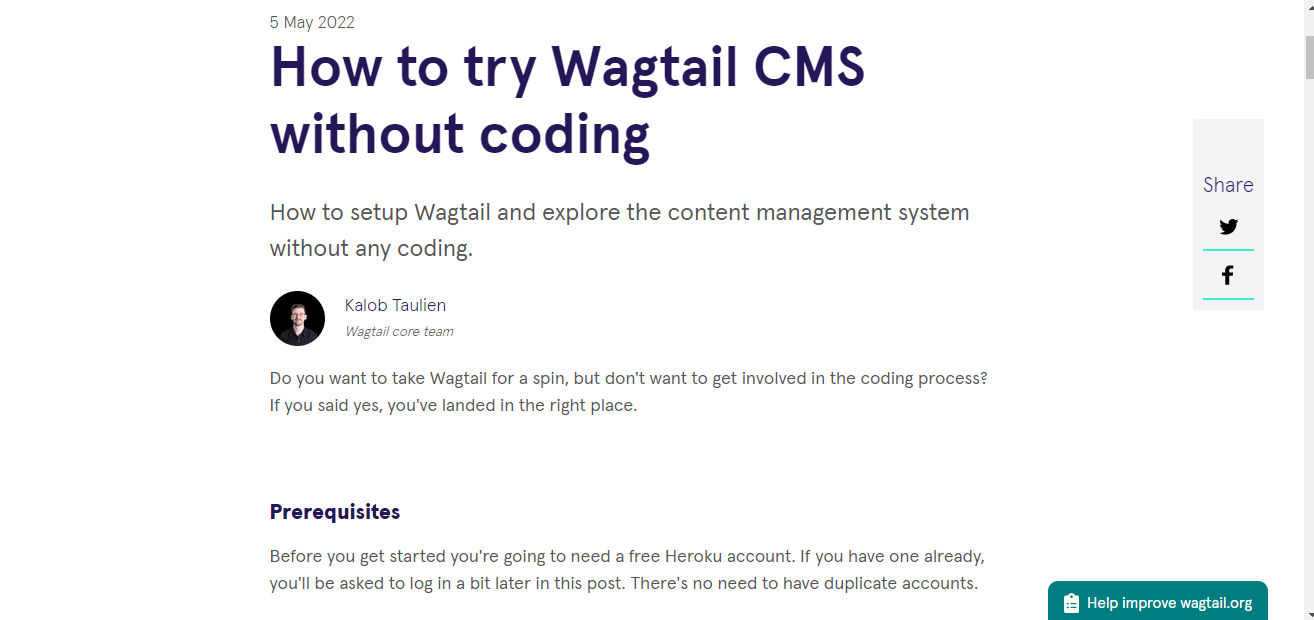 5 May 2022
How to try Wagtail CMS
without coding
How to setup Wagtail and explore the content management system
without any coding.
Kalob Taulien
Wagtail core team
Do you want to take Wagtail for a spin, but don't want to get involved in the coding process?
If you said yes, you've landed in the right place.
Prerequisites
Before you get started you're going to need a free Heroku account. If you have one already,
you'll be asked to log in a bit later in this post. There's no need to have duplicate accounts.
Share
Help improve wagtail.org